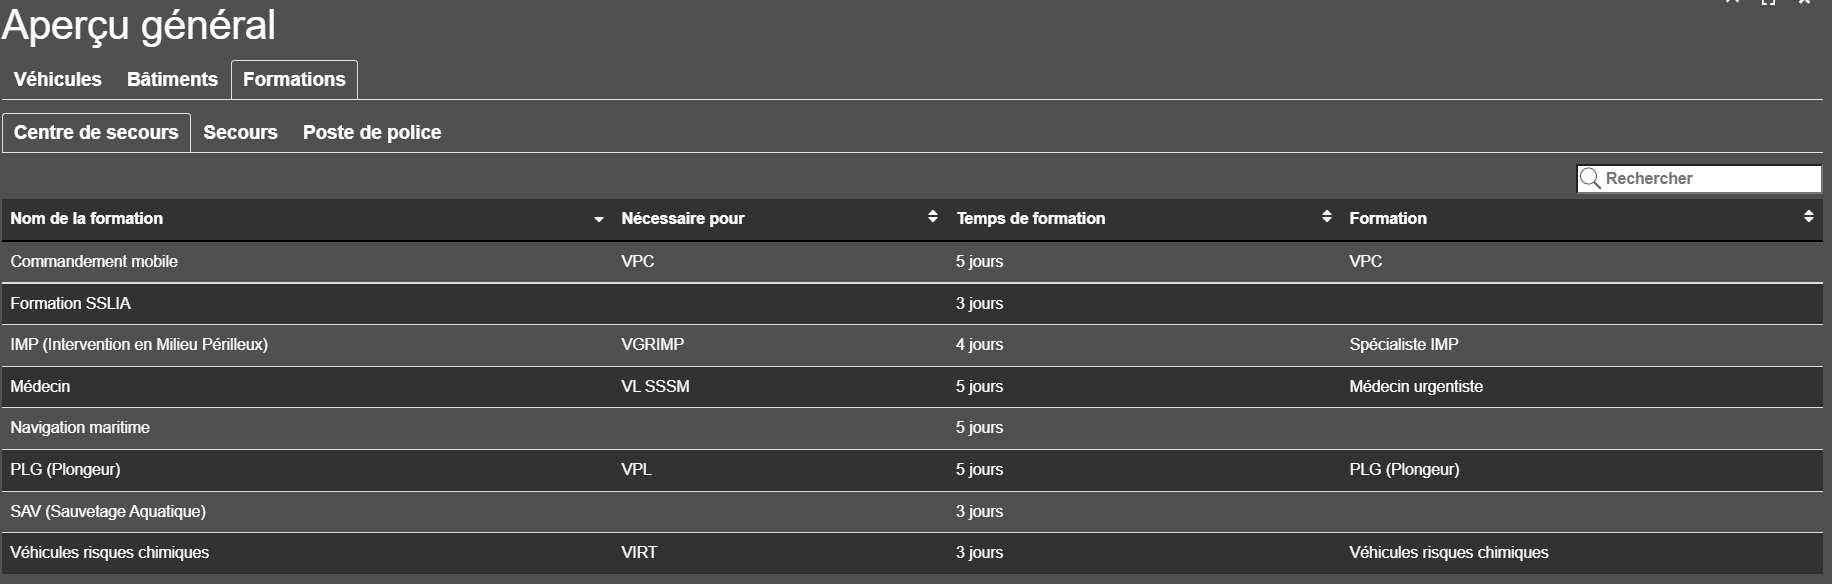 Aperçu général
Véhicules Bâtiments Formations
Centre de secours Secours Poste de police
Rechercher
Nom de la formation Nécessaire pour Temps de formation Formation
Commandement mobile VPC 5 jours VPC
Formation SSLIA 3 jours
IMP (Intervention en Milieu Périlleux) VGRIMP 4 jours Spécialiste IMP
Médecin VL SSSM 5 jours Médecin urgentiste
Navigation maritime 5 jours
PLG (Plongeur) VPL 5 jours PLG (Plongeur)
SAV (Sauvetage Aquatique) 3 jours
Véhicules risques chimiques VIRT 3 jours Véhicules risques chimiques